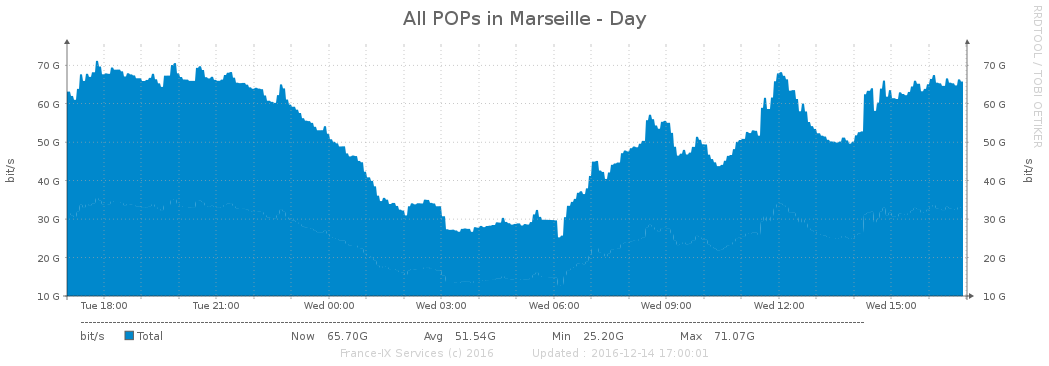 All POPs in Marseille - Day
RRDTOOL / TOBI OETIKER
bit/s
70 G 70 G
60 G 60 G
50 G 50 G
40 G 40 G
30 G 30 G
20 G 20 G
10 G 10 G
bit/s
Tue 18:00 Tue 21:00 Wed 00:00 Wed 03:00 Wed 06:00 Wed 09:00 Wed 12:00 Wed 15:00
bit/s Total Now 65.70G Avg 51.54G Min 25.20G Max 71.07G
France-IX Services (c) 2016 Updated : 2016-12-14 17:00:01